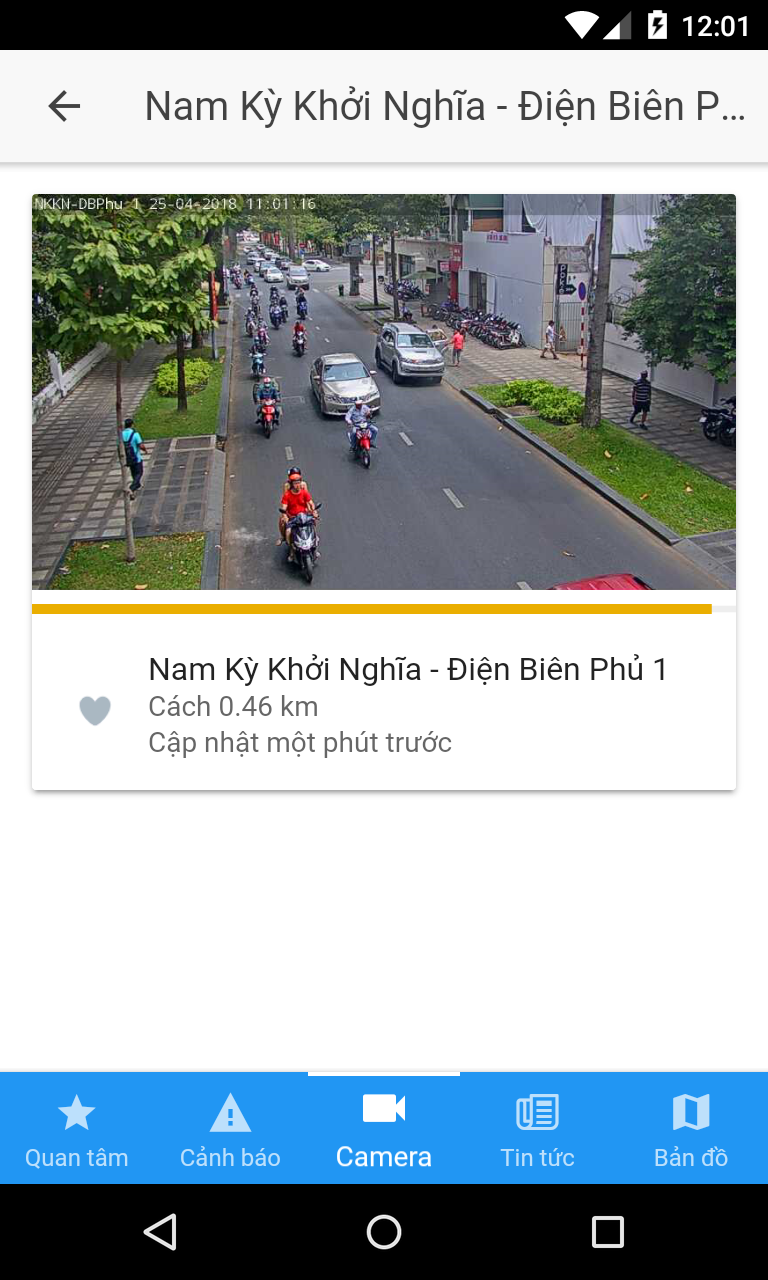 12:01
Nam Kỳ Khởi Nghĩa - Điện Biên P...
NKKN-DBPhu 1 25-04-2018 11:01:16
Nam Kỳ Khởi Nghĩa - Điện Biên Phủ 1
Cách 0.46 km
Cập nhật một phút trước
Quan tâm
Cảnh báo
Camera
Tin tức
Bản đồ